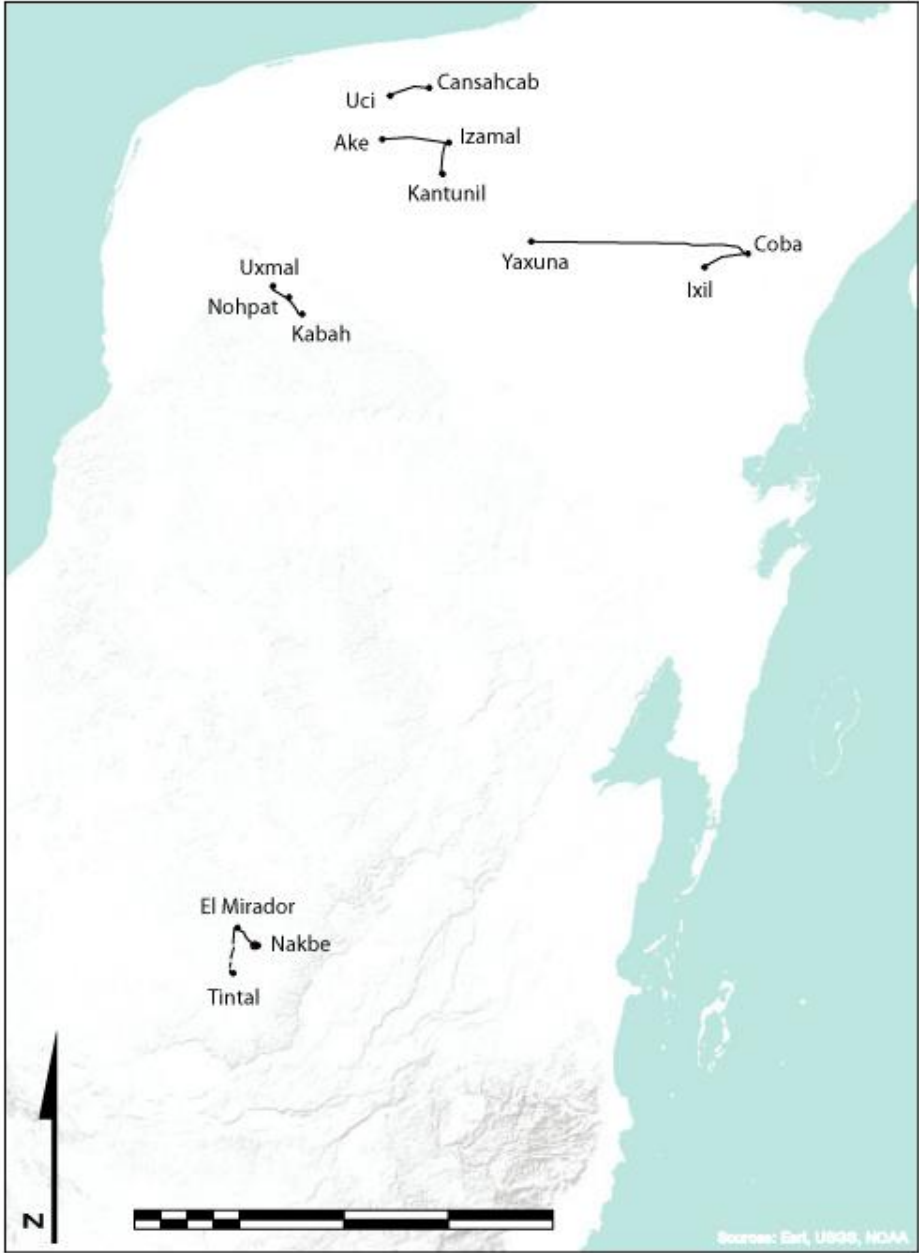 Cansahcab
Uci
Ake
Izamal
Kantunil
Yaxuna
Coba
Ixil
Uxmal
Nohpat
Kabah
El Mirador
Nakbe
Tintal
N
Sources: Esri, USGS, NOAA